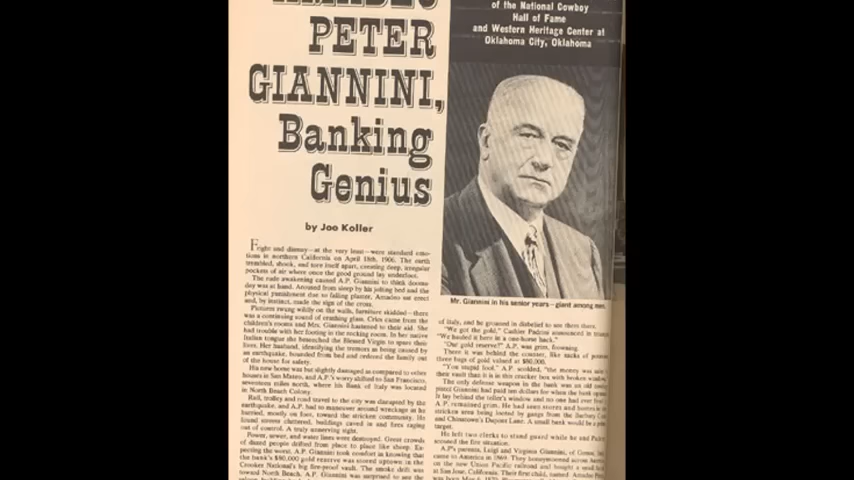 AMADEO
PETER
GIANNINI,
Banking
Genius
by Joe Koller
Fright and dismay—at the very least—were standard emo-
tions in northern California on April 18th, 1906. The earth
trembled, shook, and tore itself apart, creating deep, irregular
pockets of air where once the good ground lay underfoot.
The rude awakening caused A.P. Giannini to think dooms-
day was at hand. Aroused from sleep by his jolting bed and the
physical punishment due to falling plaster, Amadeo sat erect
and, by instinct, made the sign of the cross.
Pictures swung wildly on the walls, furniture skidded—there
was a continuing sound of crashing glass. Cries came from the
children's rooms and Mrs. Giannini hastened to their aid. She
had trouble with her footing in the rocking room. In her native
Italian tongue she beseeched the Blessed Virgin to spare their
lives. Her husband, identifying the tremors as being caused by
an earthquake, bounded from bed and ordered the family out
of the house for safety.
His new home was but slightly damaged as compared to other
houses in San Mateo, and A.P.'s worry shifted to San Francisco,
seventeen miles north, where his Bank of Italy was located
in North Beach Colony.
Rail, trolley and road travel to the city was disrupted by the
earthquake, and A.P. had to maneuver around wreckage as he
hurried, mostly on foot, toward the stricken community. He
found streets cluttered, buildings caved in and fires raging
out of control. A truly unnerving sight.
Power, sewer, and water lines were destroyed. Great crowds
of dazed people drifted from place to place like sheep. Ex-
pecting the worst, A.P. Giannini took comfort in knowing that
the bank's $80,000 gold reserve was stored uptown in the
Crocker National's big fire-proof vault. The smoke drift was
toward North Beach. A.P. Giannini was surprised to see the
of the National Cowboy
Hall of Fame
and Western Heritage Center at
Oklahoma City, Oklahoma
Mr. Giannini in his senior years—giant among men.
of Italy, and he groaned in disbelief to see them there.
"We got the gold," Cashier Pedrini announced in
"We hauled it here in a one-horse hack."
"Our gold reserve?" A.P. was grim, frowning.
There it was behind the counter, like sacks of
three bags of gold valued at $80,000.
"You stupid fool," A.P. scolded, "the money was
their vault than it is in this cracker box with broken
The only defense weapon in the bank was an old
pistol Giannini had paid ten dollars for when the bank
It lay behind the teller's window and no one had ever
A.P. remained grim. He had seen stores and
stricken area being looted by gangs from the Barbary
and Chinatown's Dupont Lane. A small bank would be a
target.
He left two clerks to stand guard while he and
scouted the fire situation.
A.P.'s parents, Luigi and Virginia Giannini, of
came to America in 1869. They honeymooned across
on the new Union Pacific railroad and bought a small
at San Jose, California. Their first child, named
was born May 6, 1870.